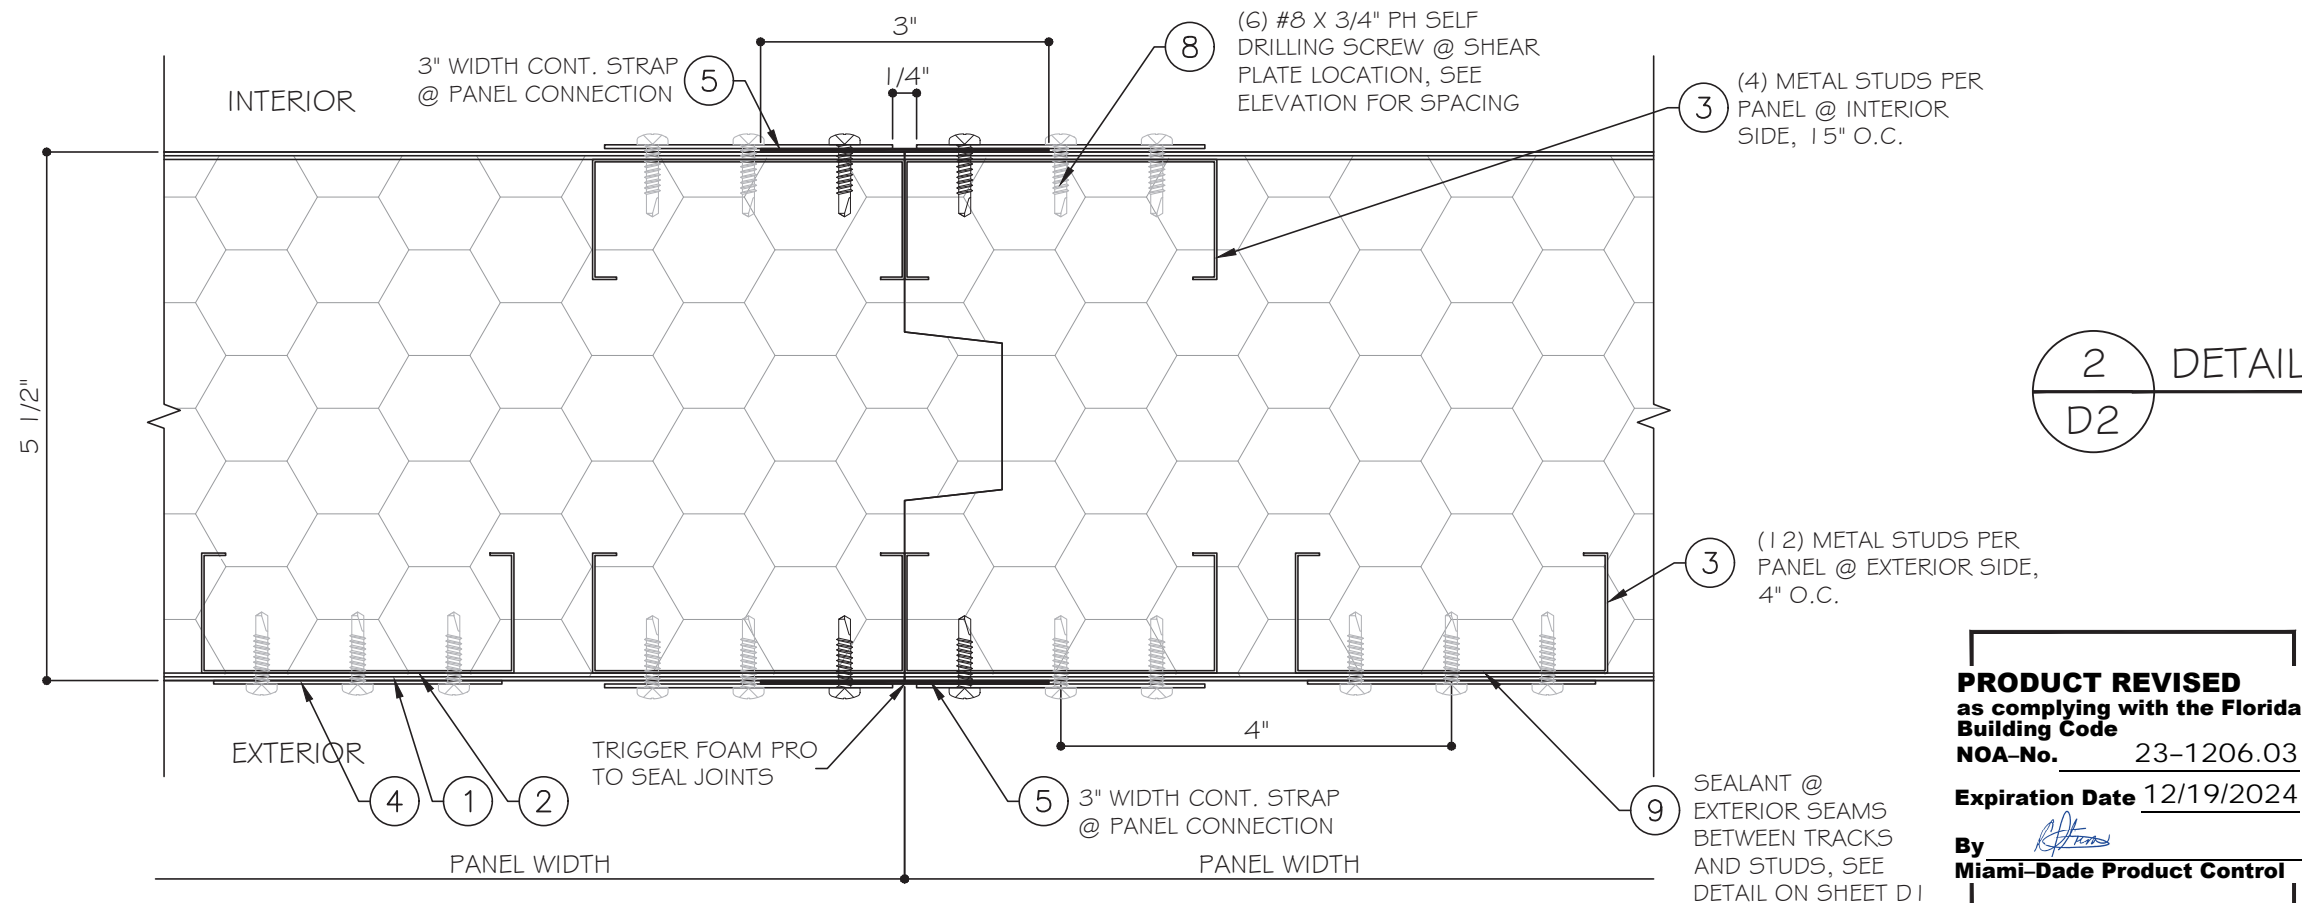 3"
1/4"
INTERIOR
3" WIDTH CONT. STRAP
@ PANEL CONNECTION
5
8
(6) #8 X 3/4" PH SELF
DRILLING SCREW @ SHEAR
PLATE LOCATION, SEE
ELEVATION FOR SPACING
3
(4) METAL STUDS PER
PANEL @ INTERIOR
SIDE, 15" O.C.
5 1/2"
2
D2
DETAIL
3
(12) METAL STUDS PER
PANEL @ EXTERIOR SIDE,
4" O.C.
EXTERIOR
4
1
2
TRIGGER FOAM PRO
TO SEAL JOINTS
4"
5
3" WIDTH CONT. STRAP
@ PANEL CONNECTION
9
SEALANT @
EXTERIOR SEAMS
BETWEEN TRACKS
AND STUDS, SEE
DETAIL ON SHEET D1
PANEL WIDTH
PANEL WIDTH
PRODUCT REVISED
as complying with the Florida
Building Code
NOA–No. 23–1206.03
Expiration Date 12/19/2024
By
Miami–Dade Product Control